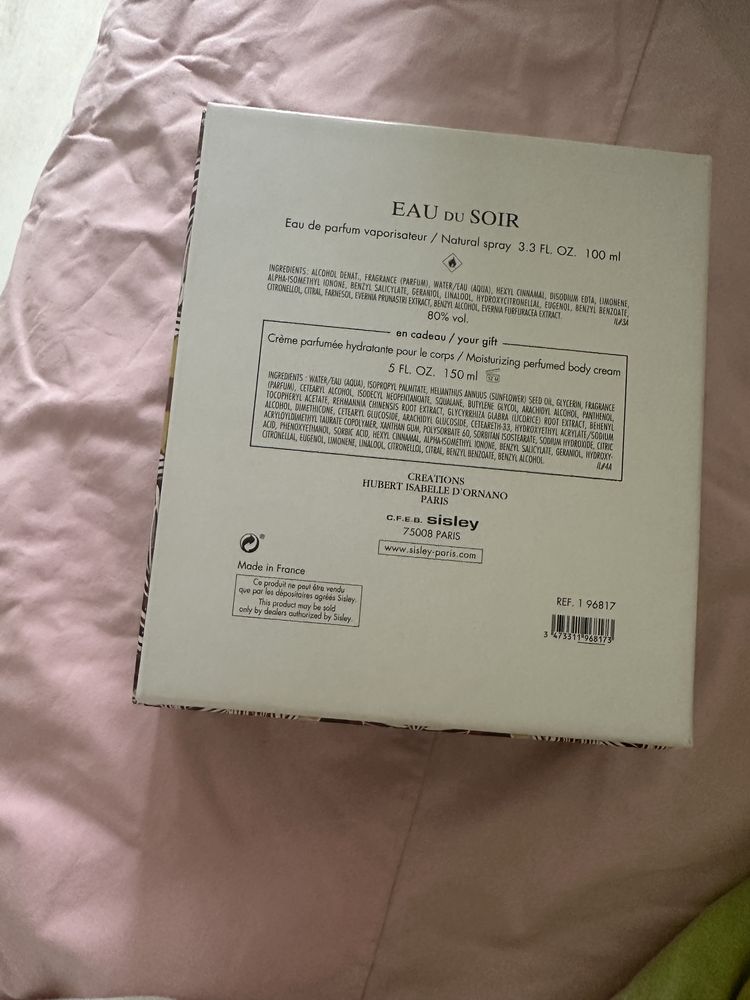 EAU DU SOIR
Eau de parfum vaporisateur / Natural spray 3.3 FL. OZ. 100 ml
INGREDIENTS : ALCOHOL DENAT., FRAGRANCE (PARFUM), WATER/EAU (AQUA), HEXYL CINNAMAL, DISODIUM EDTA, LIMONENE,
ALPHA-ISOMETHYL IONONE, BENZYL SALICYLATE, GERANIOL, LINALOOL, HYDROXYCITRONELLAL, EUGENOL, BENZYL BENZOATE,
CITRONELLOL, CITRAL, FARNESOL, EVERNIA PRUNASTRI EXTRACT, BENZYL ALCOHOL, EVERNIA FURFURACEA EXTRACT. IL#3A
80% vol.
en cadeau / your gift
Crème parfumée hydratante pour le corps / Moisturizing perfumed body cream
5 FL. OZ. 150 ml 12 M
INGREDIENTS : WATER/EAU (AQUA), ISOPROPYL PALMITATE, HELIANTHUS ANNUUS (SUNFLOWER) SEED OIL, GLYCERIN, FRAGRANCE
(PARFUM), CETEARYL ALCOHOL, ISODECYL NEOPENTANOATE, SQUALANE, BUTYLENE GLYCOL, ARACHIDYL ALCOHOL, PANTHENOL,
TOCOPHERYL ACETATE, REHMANNIA CHINENSIS ROOT EXTRACT, GLYCYRRHIZA GLABRA (LICORICE) ROOT EXTRACT, BEHENYL
ALCOHOL, DIMETHICONE, CETEARYL GLUCOSIDE, ARACHIDYL GLUCOSIDE, CETEARETH-33, HYDROXYETHYL ACRYLATE/SODIUM
ACRYLOYLDIMETHYL TAURATE COPOLYMER, XANTHAN GUM, POLYSORBATE 60, SORBITAN ISOSTEARATE, SODIUM HYDROXIDE, CITRIC
ACID, PHENOXYETHANOL, SORBIC ACID, HEXYL CINNAMAL, ALPHA-ISOMETHYL IONONE, BENZYL SALICYLATE, GERANIOL, HYDROXY-
CITRONELLAL, EUGENOL, LIMONENE, LINALOOL, CITRONELLOL, CITRAL, BENZYL BENZOATE, BENZYL ALCOHOL. IL#4A
CREATIONS
HUBERT ISABELLE D'ORNANO
PARIS
C.F.E.B. sisley
75008 PARIS
www.sisley-paris.com
Made in France
Ce produit ne peut être vendu
que par les dépositaires agréés Sisley.
This product may be sold
only by dealers authorized by Sisley.
REF. 1 96817
3 473311 968173